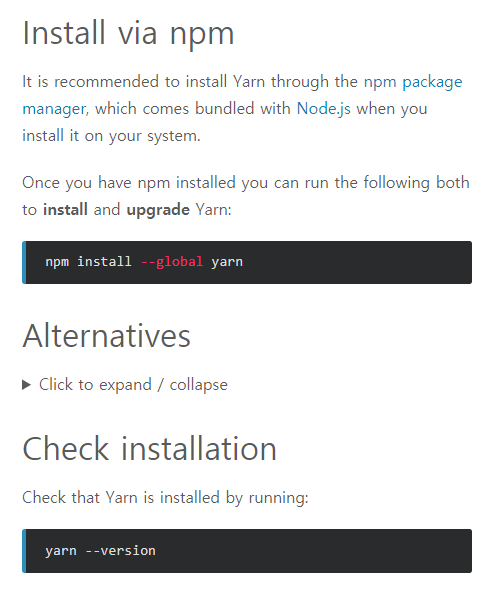 Install via npm
It is recommended to install Yarn through the npm package
manager, which comes bundled with Node.js when you
install it on your system.
Once you have npm installed you can run the following both
to install and upgrade Yarn:
npm install --global yarn
Alternatives
Click to expand / collapse
Check installation
Check that Yarn is installed by running:
yarn --version